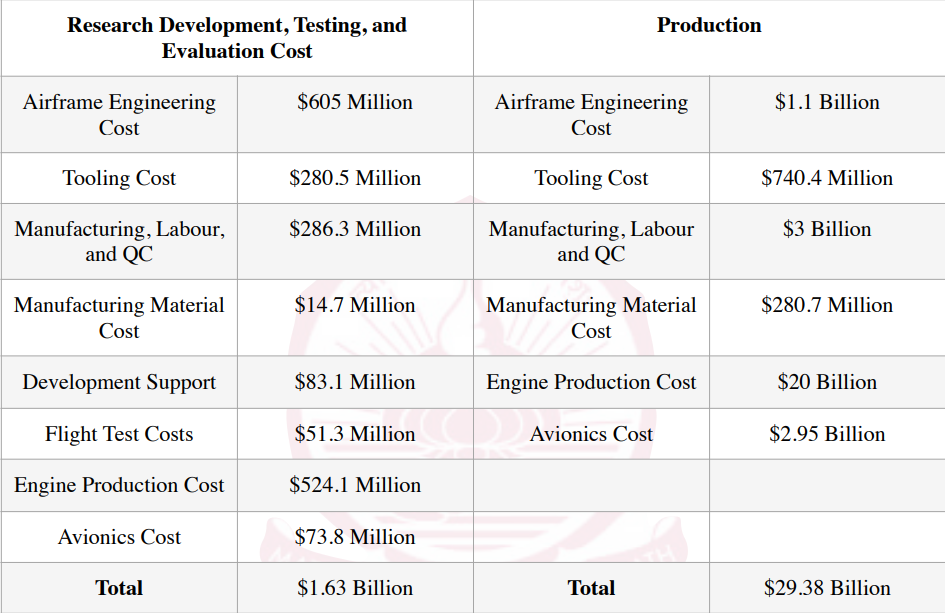 Research Development, Testing, and
Evaluation Cost
Production
Airframe Engineering
Cost
$605 Million
Airframe Engineering
Cost
$1.1 Billion
Tooling Cost
$280.5 Million
Tooling Cost
$740.4 Million
Manufacturing, Labour,
and QC
$286.3 Million
Manufacturing, Labour
and QC
$3 Billion
Manufacturing Material
Cost
$14.7 Million
Manufacturing Material
Cost
$280.7 Million
Development Support
$83.1 Million
Engine Production Cost
$20 Billion
Flight Test Costs
$51.3 Million
Avionics Cost
$2.95 Billion
Engine Production Cost
$524.1 Million
Avionics Cost
$73.8 Million
Total
$1.63 Billion
Total
$29.38 Billion